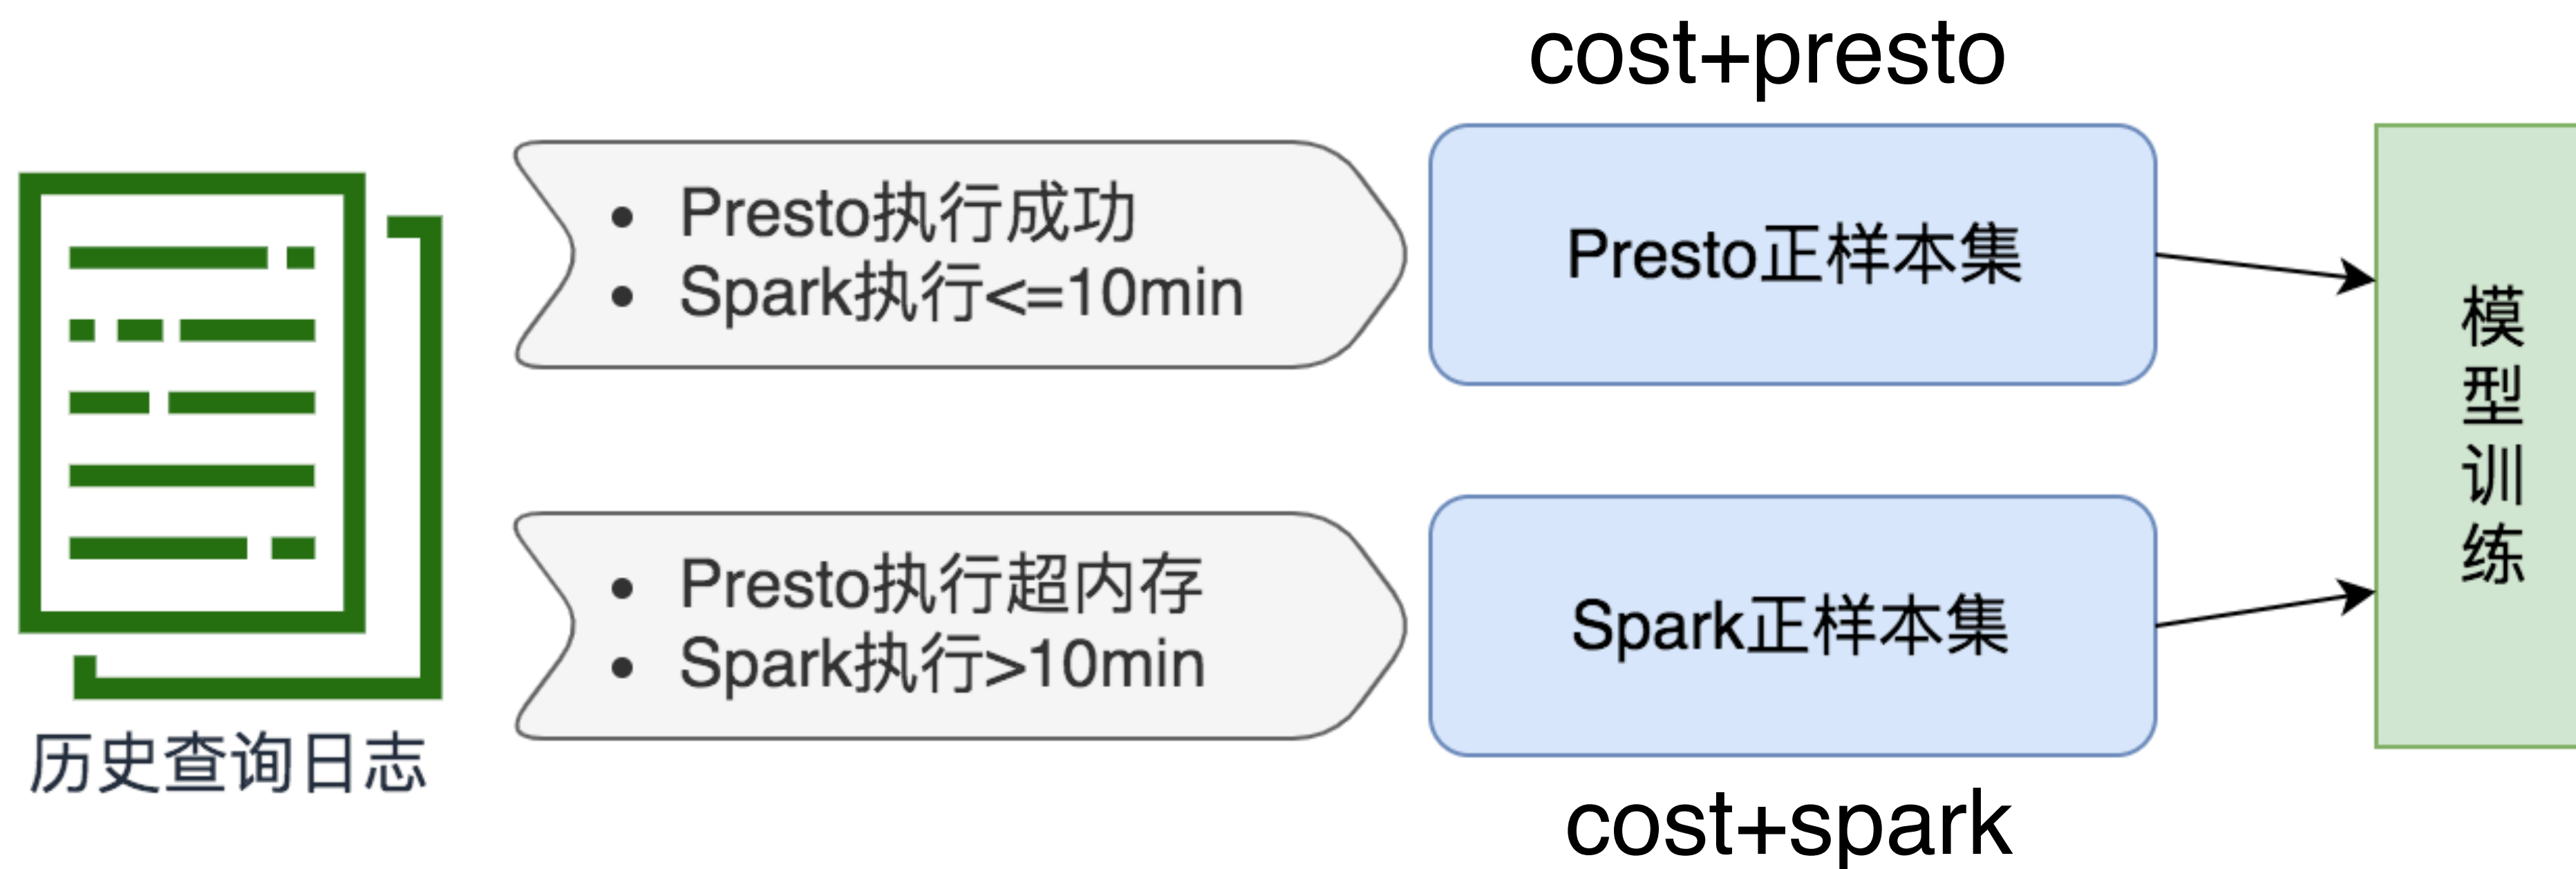 cost+presto
• Presto执行成功
• Spark执行<=10min
Presto正样本集
• Presto执行超内存
• Spark执行>10min
Spark正样本集
模
型
训
练
历史查询日志
cost+spark